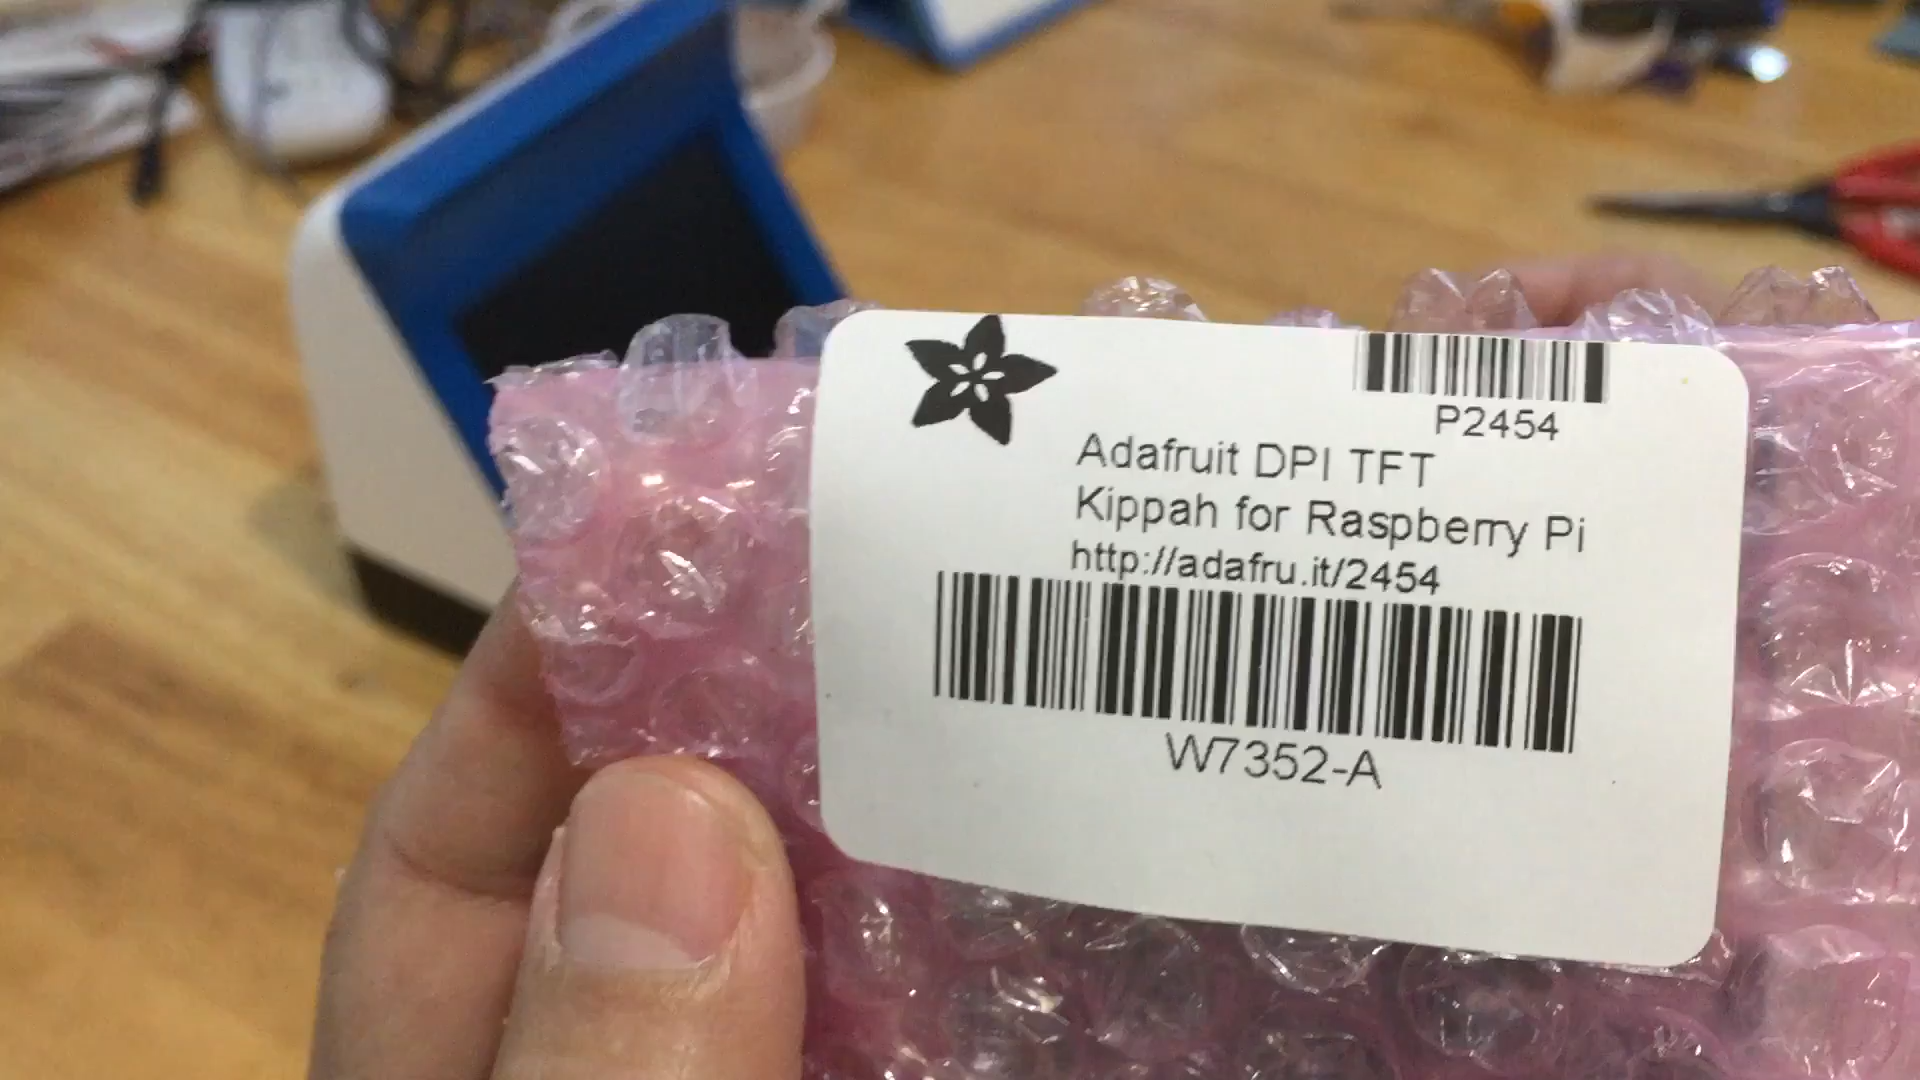 P2454
Adafruit DPI TFT
Kippah for Raspberry Pi
http://adafru.it/2454
W7352-A